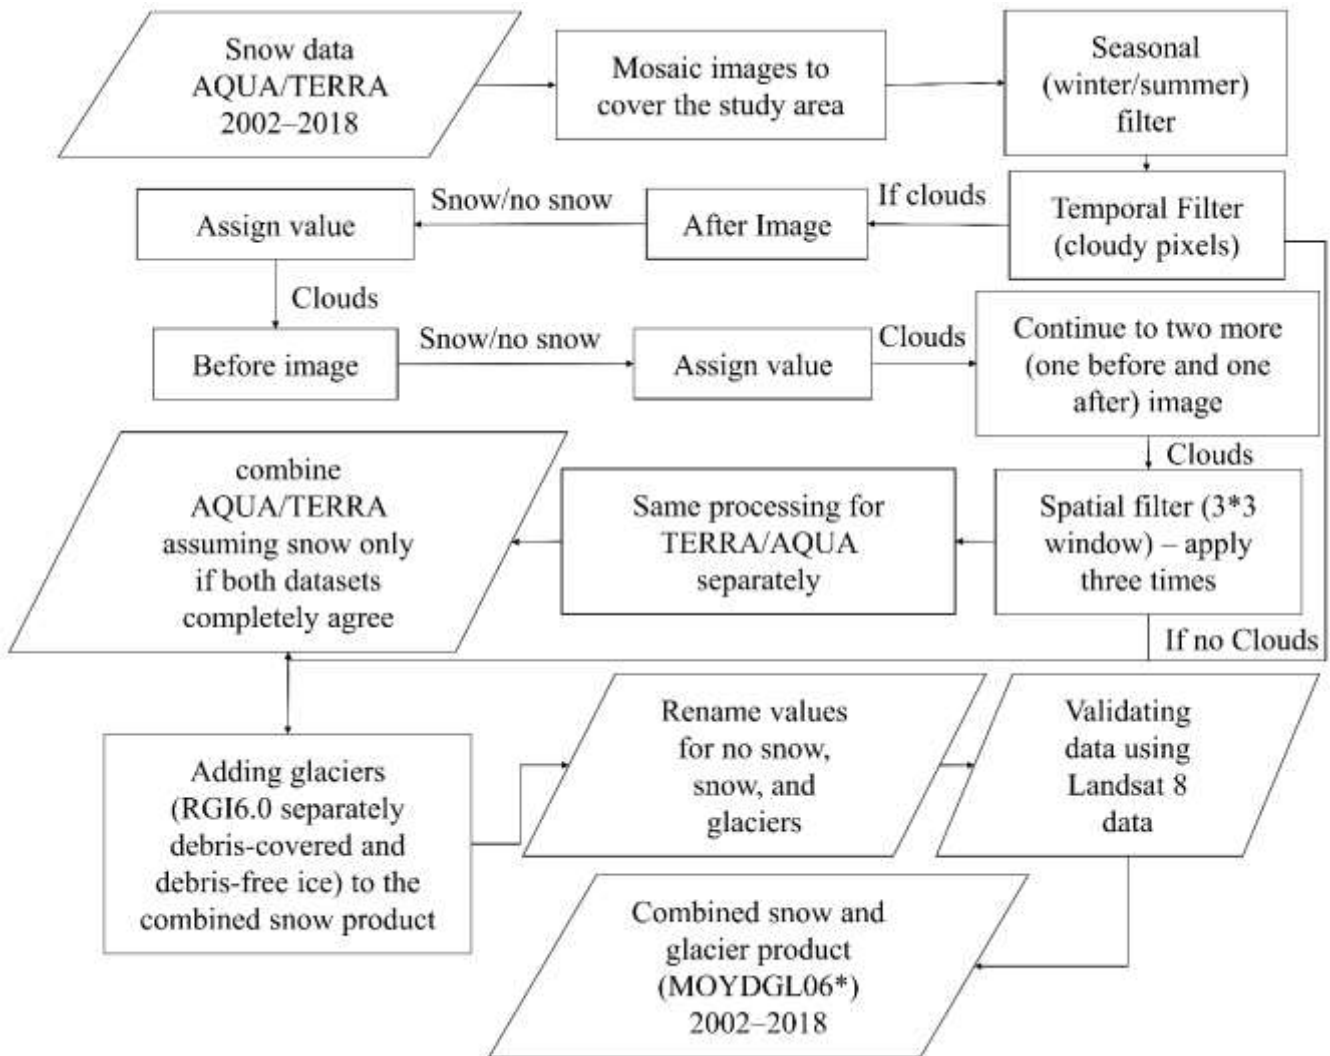 Snow data
AQUA/TERRA
2002–2018
Mosaic images to
cover the study area
Seasonal
(winter/summer)
filter
Temporal Filter
(cloudy pixels)
If clouds
After Image
Snow/no snow
Assign value
Clouds
Before image
Snow/no snow
Assign value
Clouds
Continue to two more
(one before and one
after) image
Clouds
Spatial filter (3*3
window) – apply
three times
If no Clouds
Same processing for
TERRA/AQUA
separately
combine
AQUA/TERRA
assuming snow only
if both datasets
completely agree
Adding glaciers
(RGI6.0 separately
debris-covered and
debris-free ice) to the
combined snow product
Rename values
for no snow,
snow, and
glaciers
Validating
data using
Landsat 8
data
Combined snow and
glacier product
(MOYDGL06*)
2002–2018